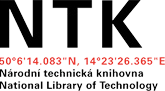 NTK
50°6'14.083"N, 14°23'26.365"E
Národní technická knihovna
National Library of Technology